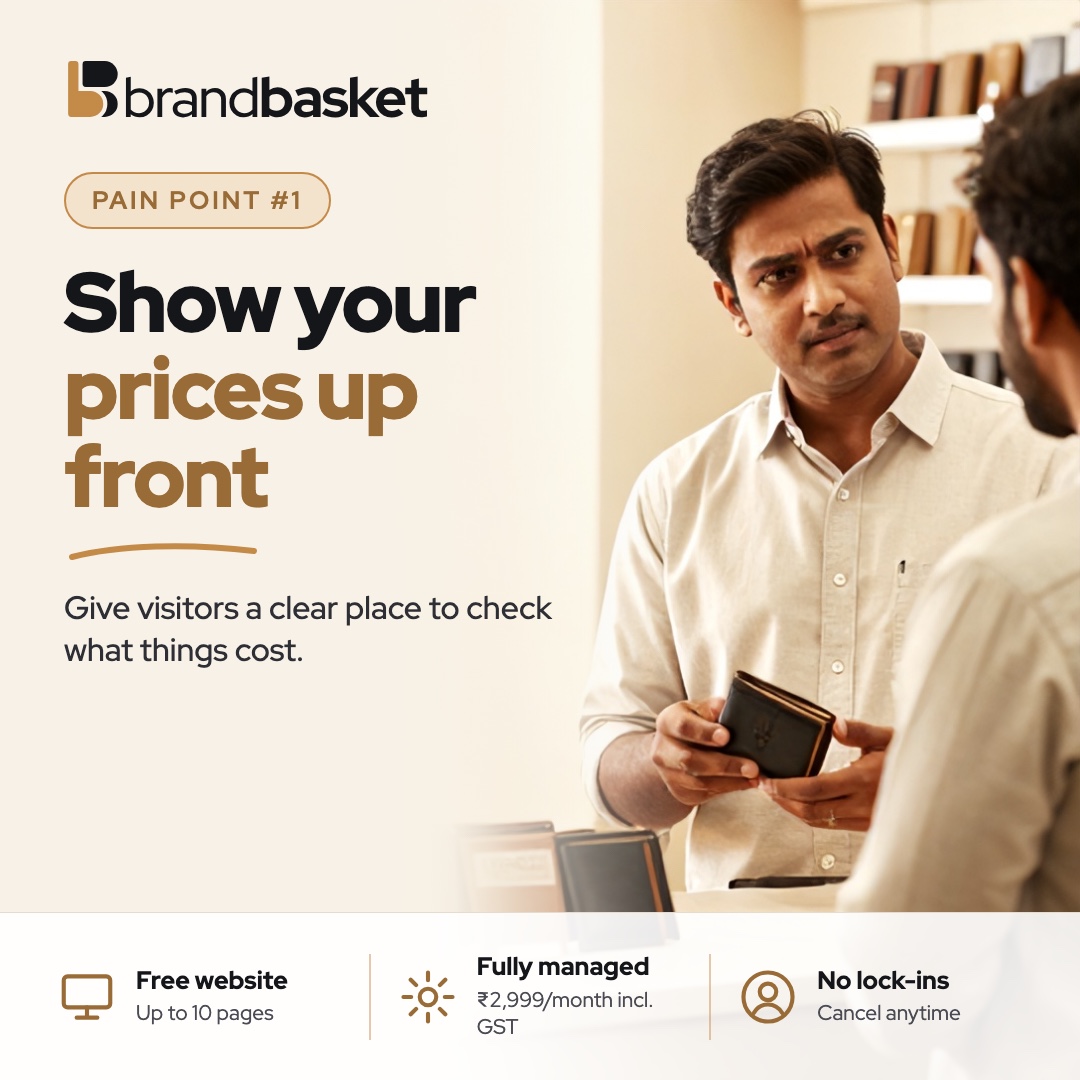 brandbasket
PAIN POINT #1
Show your
prices up
front
Give visitors a clear place to check
what things cost.
Free website
Up to 10 pages
Fully managed
₹2,999/month incl.
GST
No lock-ins
Cancel anytime